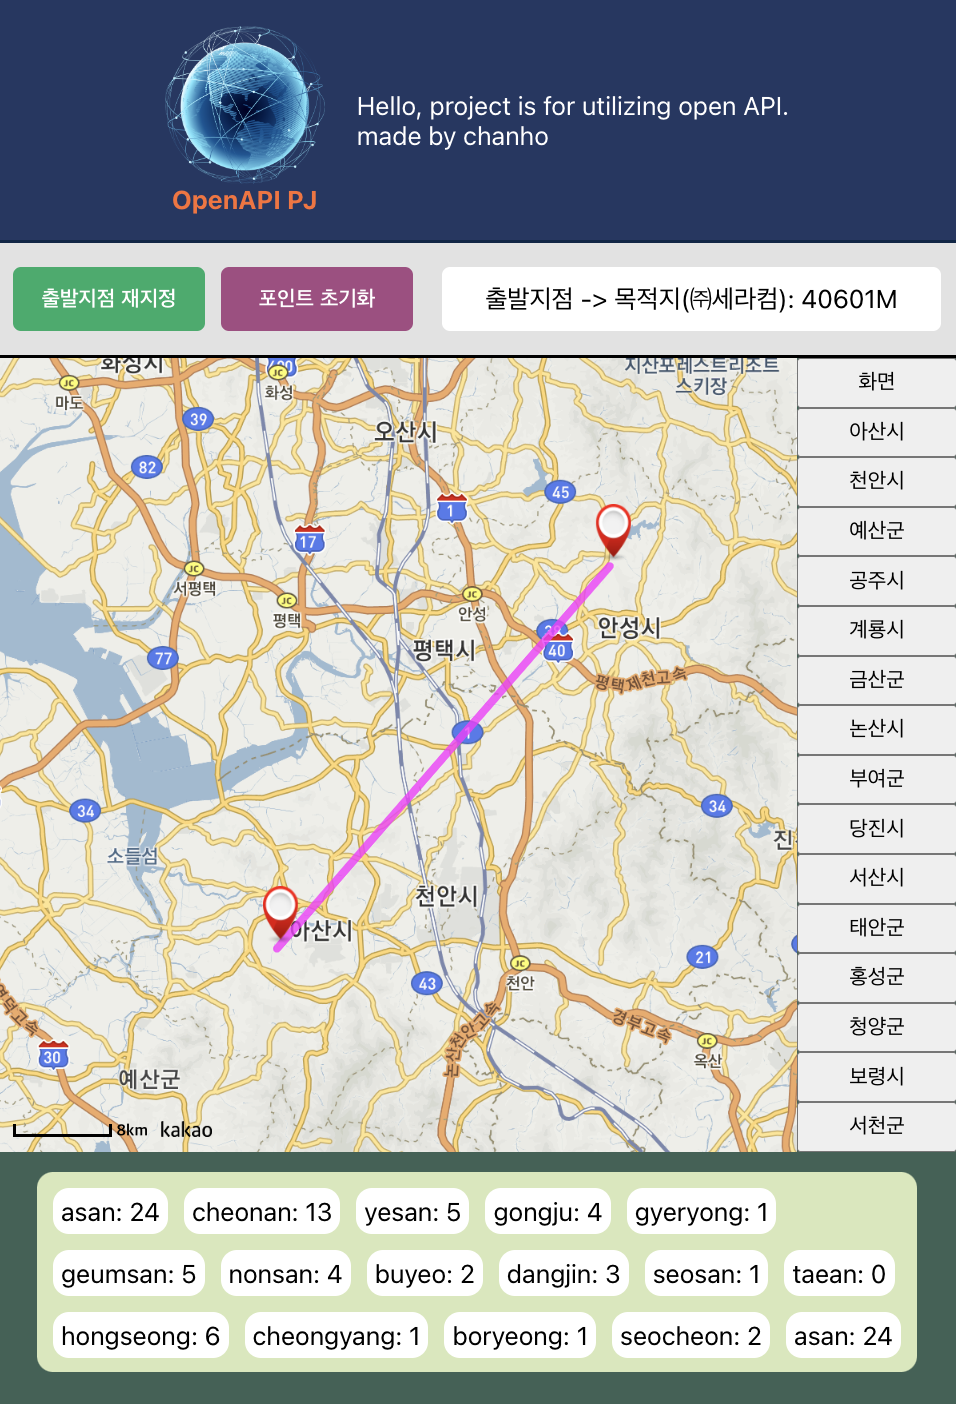 Hello, project is for utilizing open API.
made by chanho
OpenAPI PJ
출발지점 재지정
포인트 초기화
출발지점 -> 목적지(㈜세라컴): 40601M
화성시
JC
마도
JC
화성
지산포레스트리조트
스키장
39
오산시
82
45
1
17
JC
서평택
JC
평택
JC
안성
안성시
40
평택시
77
평택제천고속
34
34
소들섬
천안시
아산시
21
43
JC
천안
논산천안고속
경부고속
JC
옥산
30
예산군
8km
kakao
화면
아산시
천안시
예산군
공주시
계룡시
금산군
논산시
부여군
당진시
서산시
태안군
홍성군
청양군
보령시
서천군
asan: 24
cheonan: 13
yesan: 5
gongju: 4
gyeryong: 1
geumsan: 5
nonsan: 4
buyeo: 2
dangjin: 3
seosan: 1
taean: 0
hongseong: 6
cheongyang: 1
boryeong: 1
seocheon: 2
asan: 24